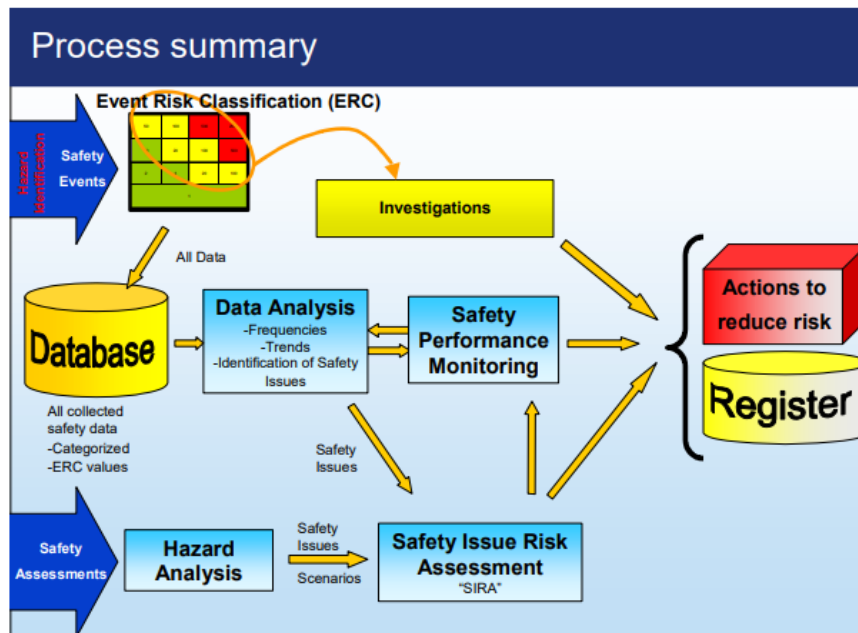 Process summary
Event Risk Classification (ERC)
Hazard
Identification
Safety
Events
Investigations
All Data
Actions to
reduce risk
Data Analysis
-Frequencies
-Trends
-Identification of Safety
Issues
Safety
Performance
Monitoring
Database
Register
All collected
safety data
-Categorized
-ERC values
Safety
Issues
Safety
Assessments
Hazard
Analysis
Safety
Issues
Scenarios
Safety Issue Risk
Assessment
“SIRA”